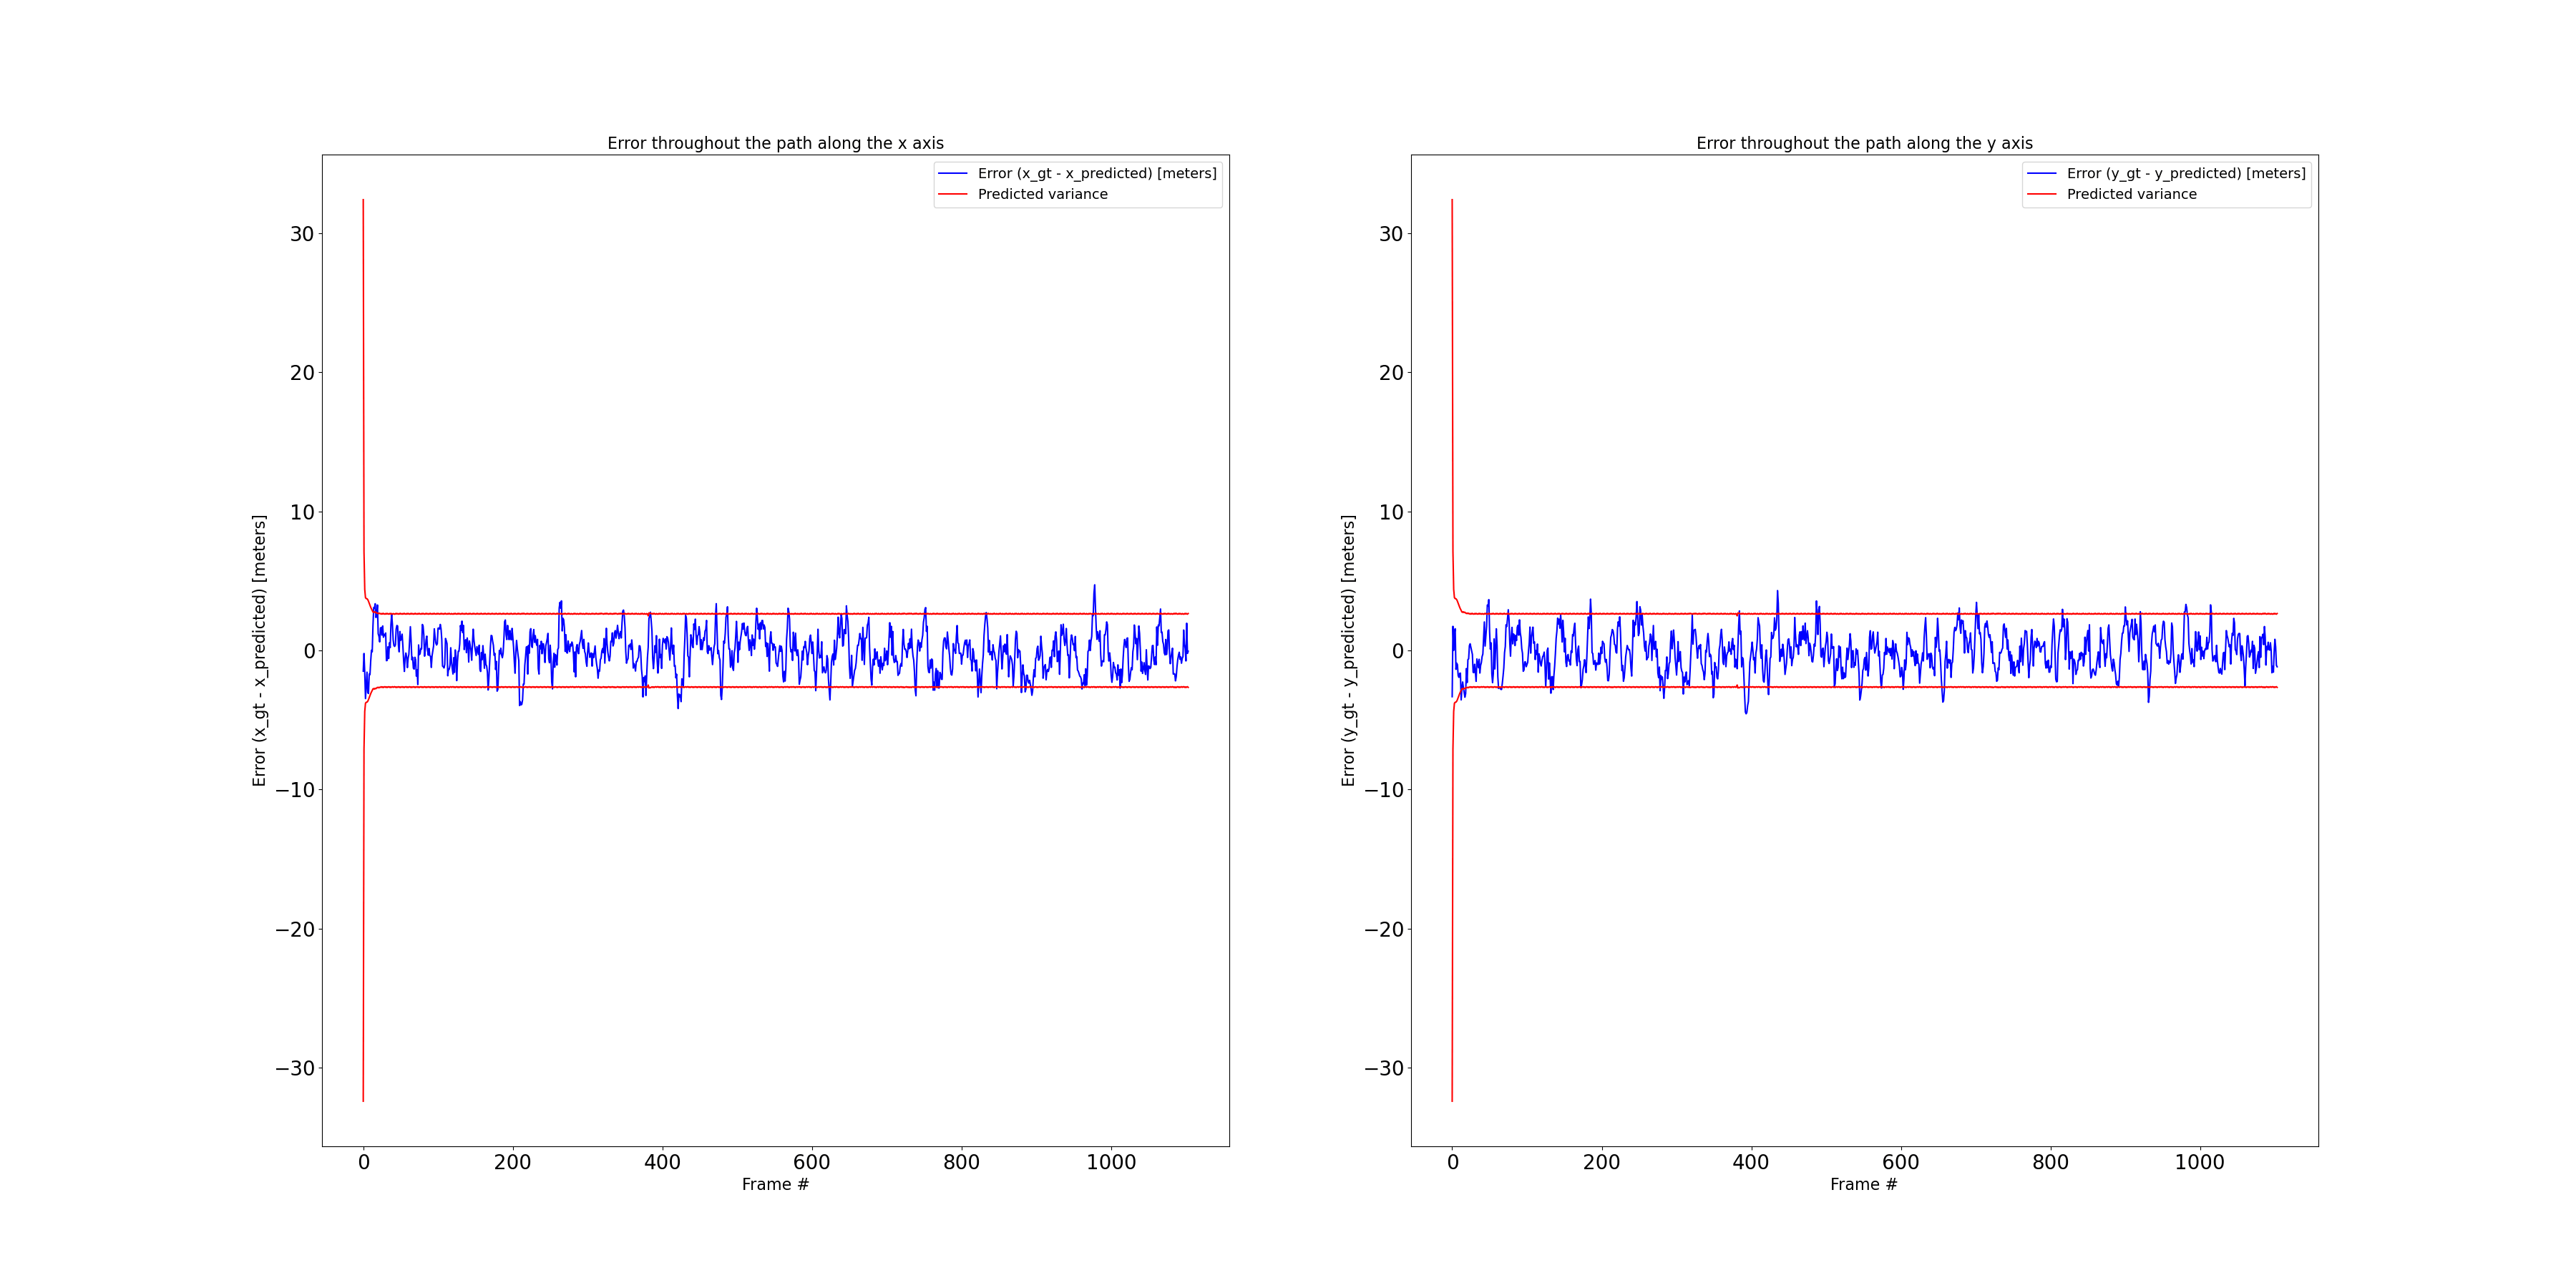 Error throughout the path along the x axis
Error (x_gt - x_predicted) [meters]
Predicted variance
30
20
10
0
−10
−20
−30
Error (x_gt - x_predicted) [meters]
0 200 400 600 800 1000
Frame #
Error throughout the path along the y axis
Error (y_gt - y_predicted) [meters]
Predicted variance
30
20
10
0
−10
−20
−30
Error (y_gt - y_predicted) [meters]
0 200 400 600 800 1000
Frame #